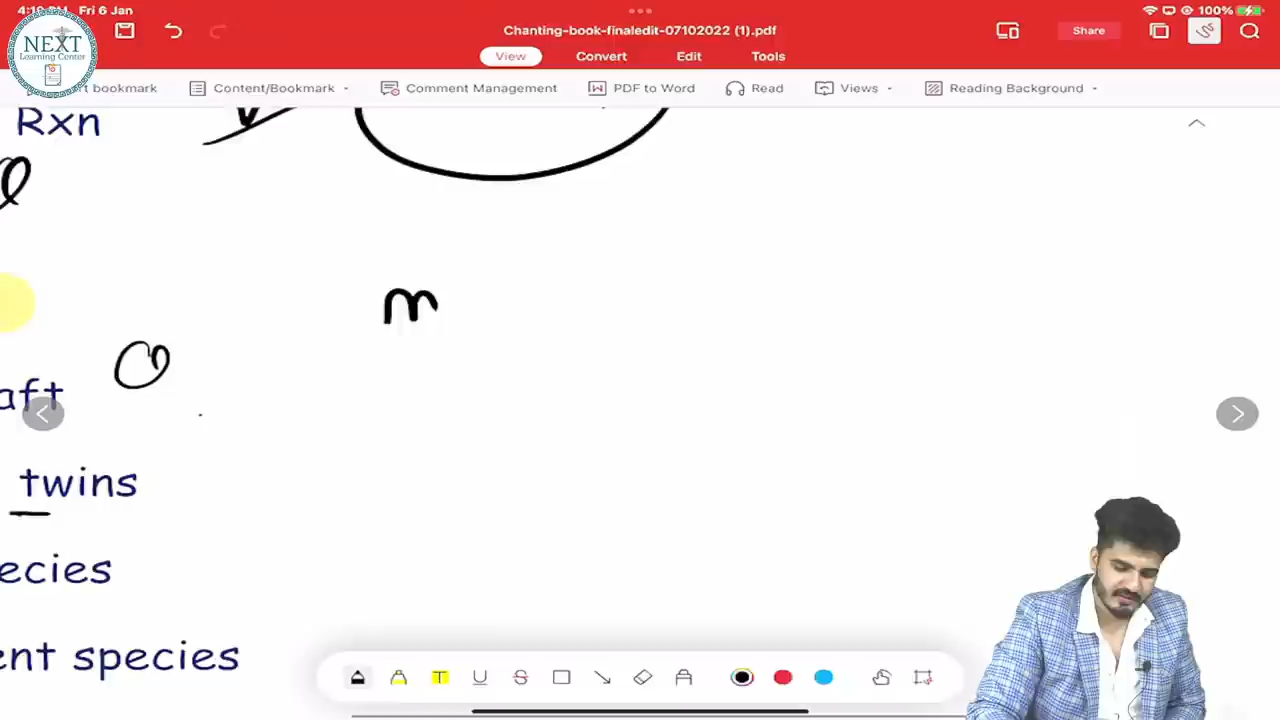 4:19 PM Fri 6 Jan
100%
NEXT
Learning Center
Chanting-book-finaledit-07102022 (1).pdf
Share
View Convert Edit Tools
bookmark Content/Bookmark Comment Management PDF to Word Read Views Reading Background
Rxn
m
aft
twins
ecies
ent species
T U S